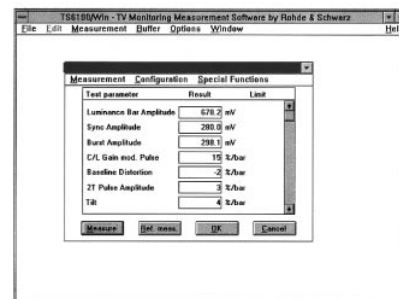 TS6190/Win - TV Monitoring Measurement Software by Rohde & Schwarz
File Edit Measurement Buffer Options Window Help
Measurement Configuration Special Functions
Test parameter Result Limit
Luminance Bar Amplitude 678.2 mV
Sync Amplitude 280.0 mV
Burst Amplitude 298.1 mV
C/L Gain mod. Pulse 15 %/bar
Baseline Distortion -2 %/bar
2T Pulse Amplitude 3 %/bar
Tilt 4 %/bar
Measure Ref. meas. OK Cancel